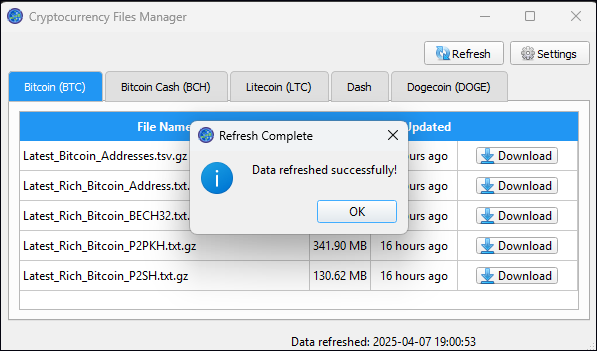 Cryptocurrency Files Manager
Refresh Settings
Bitcoin (BTC) Bitcoin Cash (BCH) Litecoin (LTC) Dash Dogecoin (DOGE)
File Name Updated
Refresh Complete
Data refreshed successfully!
OK
Latest_Bitcoin_Addresses.tsv.gz hours ago Download
Latest_Rich_Bitcoin_Address.txt. hours ago Download
Latest_Rich_Bitcoin_BECH32.txt. hours ago Download
Latest_Rich_Bitcoin_P2PKH.txt.gz 341.90 MB 16 hours ago Download
Latest_Rich_Bitcoin_P2SH.txt.gz 130.62 MB 16 hours ago Download
Data refreshed: 2025-04-07 19:00:53